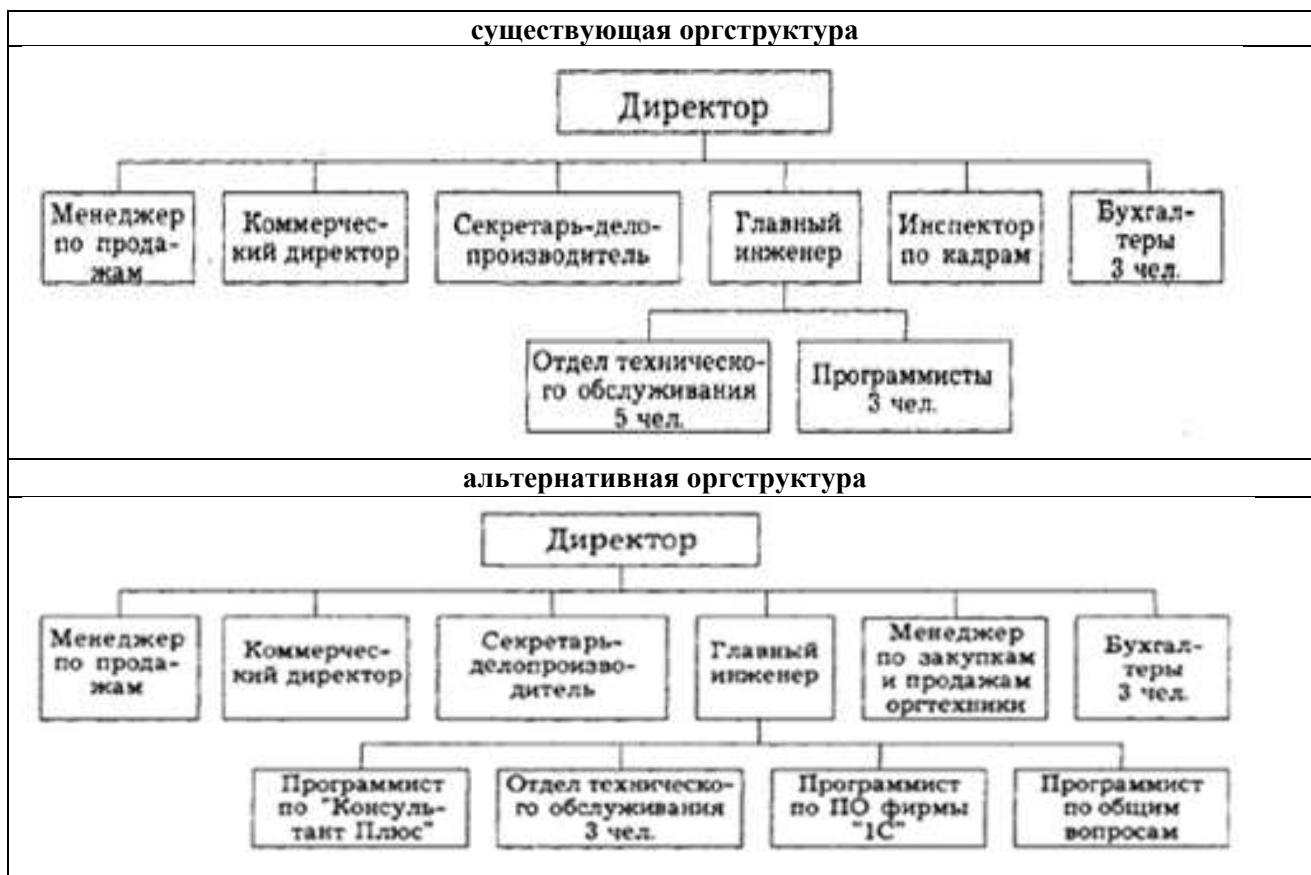 существующая оргструктура
Директор
Менеджер
по прода-
жам
Коммерчес-
кий директор
Секретарь-дело-
производитель
Главный
инженер
Инспектор
по кадрам
Бухгал-
теры
3 чел.
Отдел техническо-
го обслуживания
5 чел.
Программисты
3 чел.
альтернативная оргструктура
Директор
Менеджер
по прода-
жам
Коммерчес-
кий директор
Секретарь-
делопроизво-
дитель
Главный
инженер
Менеджер
по закупкам
и продажам
оргтехники
Бухгал-
теры
3 чел.
Программист
по "Консуль-
тант Плюс"
Отдел техническо-
го обслуживания
3 чел.
Программист
по ПО фирмы
"1С"
Программист
по общим
вопросам